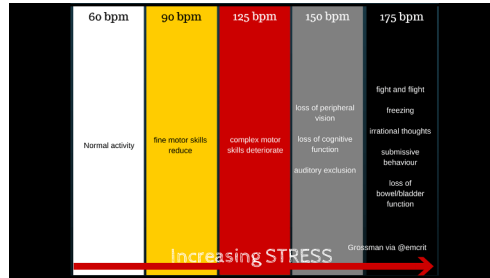 60 bpm
90 bpm
125 bpm
150 bpm
175 bpm
Normal activity
fine motor skills
reduce
complex motor
skills deteriorate
loss of peripheral
vision
loss of cognitive
function
auditory exclusion
fight and flight
freezing
irrational thoughts
submissive
behaviour
loss of
bowel/bladder
function
Grossman via @emcrit
Increasing STRESS